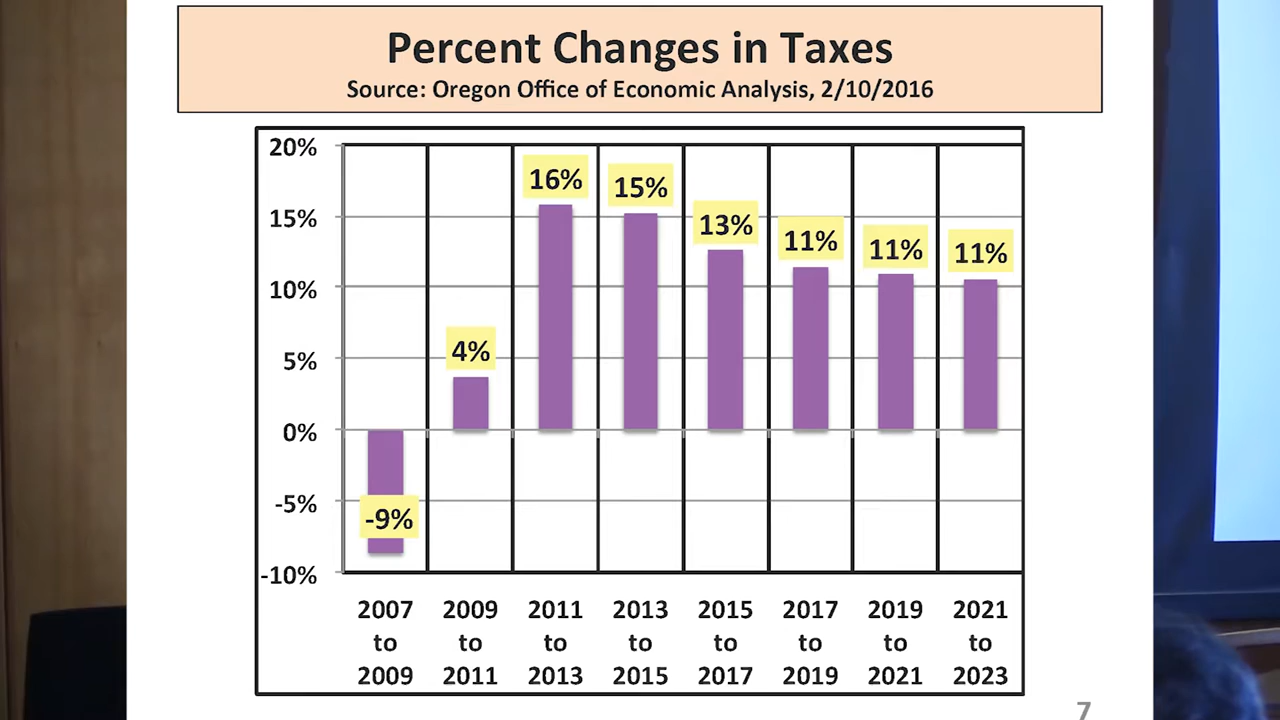 Percent Changes in Taxes
Source: Oregon Office of Economic Analysis, 2/10/2016
20%
15%
10%
5%
0%
-5%
-10%
-9%
4%
16%
15%
13%
11%
11%
11%
2007 to 2009
2009 to 2011
2011 to 2013
2013 to 2015
2015 to 2017
2017 to 2019
2019 to 2021
2021 to 2023
7